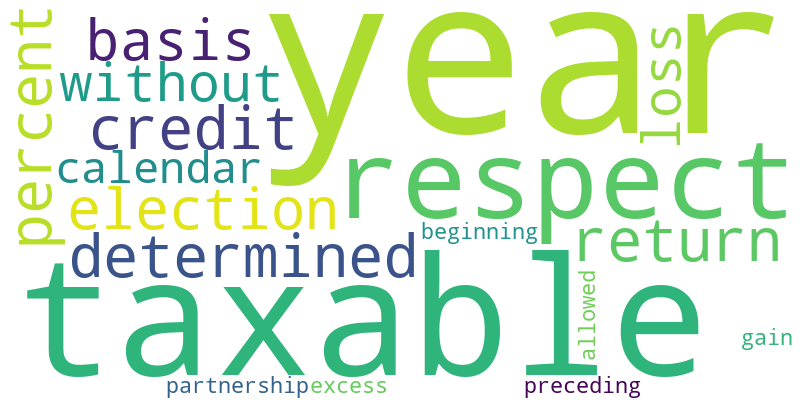 year
basis
percent
loss
without
credit
calendar
respect
election
beginning
return
determined
taxable
allowed
gain
partnership
excess
preceding